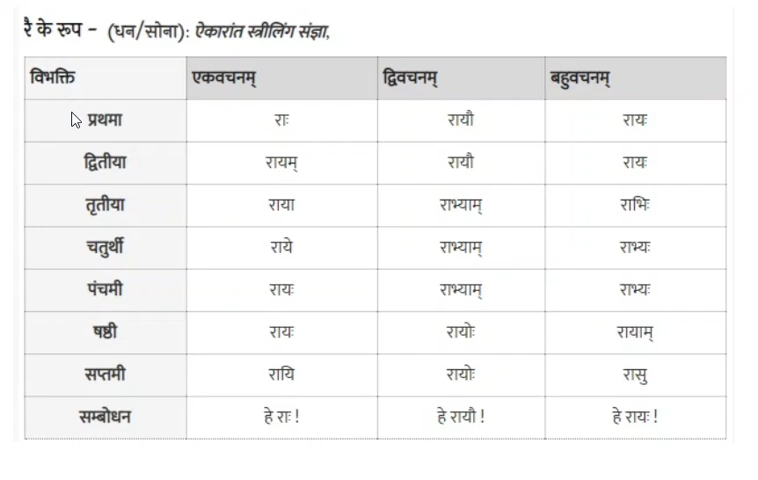 रै के रूप - (धन/सोना): ऐकारांत स्त्रीलिंग संज्ञा,
विभक्ति एकवचनम् द्विवचनम् बहुवचनम्
प्रथमा राः रायौ रायः
द्वितीया रायम् रायौ रायः
तृतीया राया राभ्याम् राभिः
चतुर्थी राये राभ्याम् राभ्यः
पंचमी रायः राभ्याम् राभ्यः
षष्ठी रायः रायोः रायाम्
सप्तमी रायि रायोः रासु
सम्बोधन हे राः ! हे रायौ ! हे रायः !